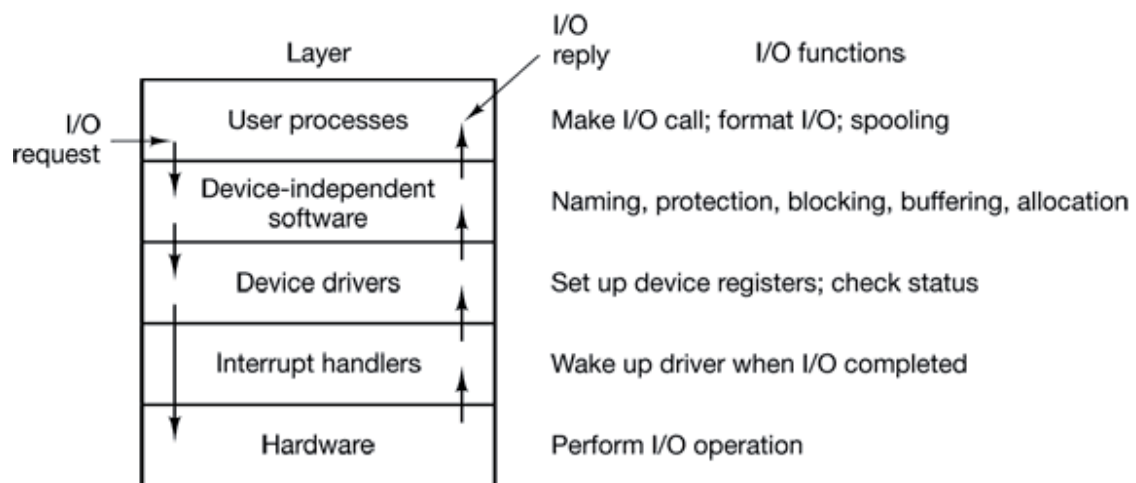 Layer
I/O
reply
I/O functions
User processes
Make I/O call; format I/O; spooling
I/O
request
Device-independent
software
Naming, protection, blocking, buffering, allocation
Device drivers
Set up device registers; check status
Interrupt handlers
Wake up driver when I/O completed
Hardware
Perform I/O operation